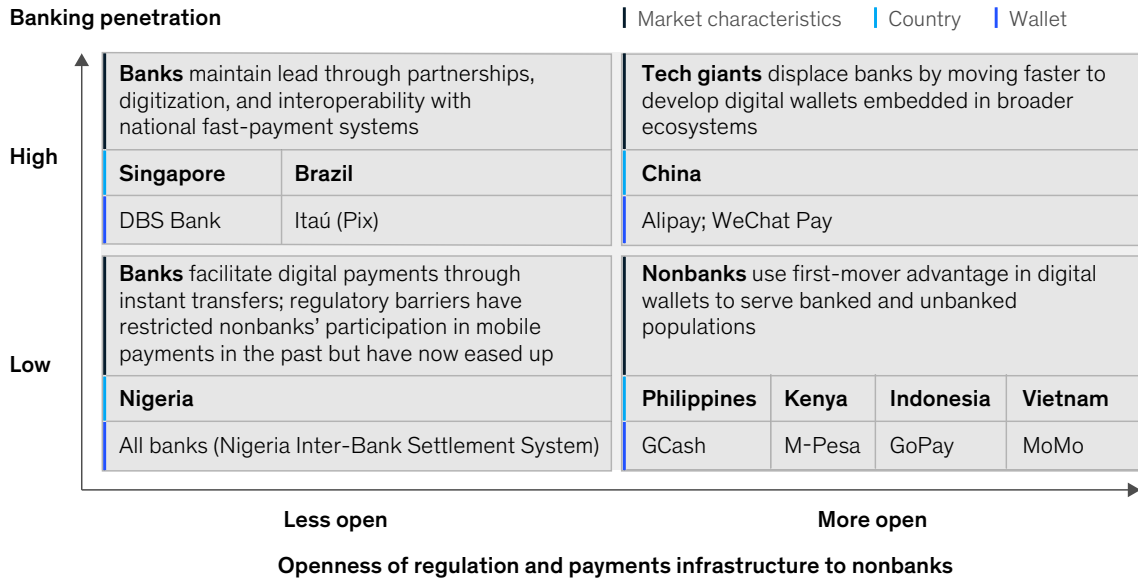 Banking penetration
Market characteristics
Country
Wallet
High
Banks maintain lead through partnerships,
digitization, and interoperability with
national fast-payment systems
Singapore
Brazil
DBS Bank
Itaú (Pix)
Tech giants displace banks by moving faster to
develop digital wallets embedded in broader
ecosystems
China
Alipay; WeChat Pay
Low
Banks facilitate digital payments through
instant transfers; regulatory barriers have
restricted nonbanks’ participation in mobile
payments in the past but have now eased up
Nigeria
All banks (Nigeria Inter-Bank Settlement System)
Nonbanks use first-mover advantage in digital
wallets to serve banked and unbanked
populations
Philippines
Kenya
Indonesia
Vietnam
GCash
M-Pesa
GoPay
MoMo
Less open
More open
Openness of regulation and payments infrastructure to nonbanks